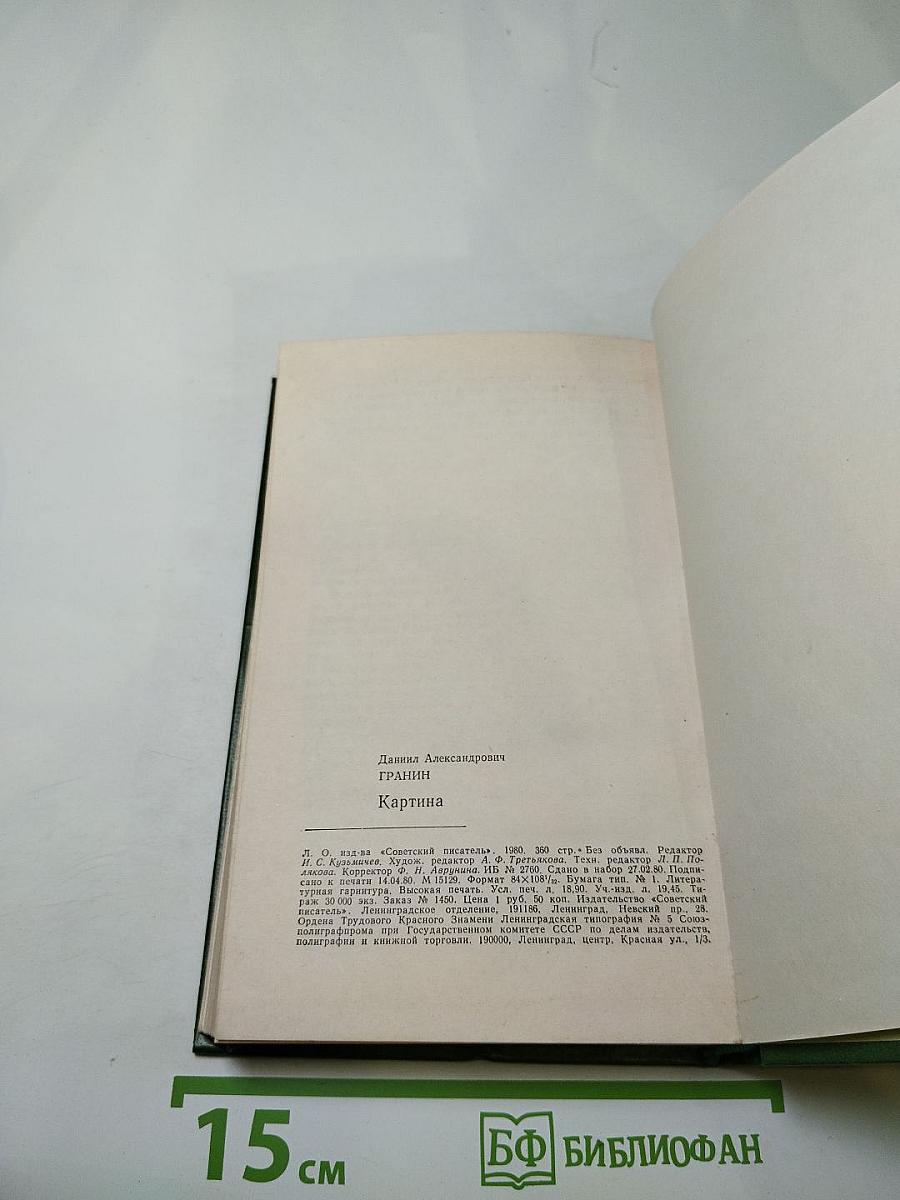 Даниил Александрович
ГРАНИН
Картина
Л. О. изд-ва «Советский писатель». 1980. 360 стр. Без объявл. Редактор
И. С. Кузьмичев. Худож. редактор А. Ф. Третьякова. Техн. редактор Л. П. По-
лякова. Корректор Ф. Н. Аврунина. ИБ № 2760. Сдано в набор 27.02.80. Подпи-
сано к печати 14.04.80. М 15129. Формат 84×108¹/₃₂. Бумага тип. № 1. Литера-
турная гарнитура. Высокая печать. Усл. печ. л. 18,90. Уч.-изд. л. 19,45. Ти-
раж 30 000 экз. Заказ № 1450. Цена 1 руб. 50 коп. Издательство «Советский
писатель». Ленинградское отделение, 191186, Ленинград, Невский пр., 28.
Ордена Трудового Красного Знамени Ленинградская типография № 5 Союз-
полиграфпрома при Государственном комитете СССР по делам издательств,
полиграфии и книжной торговли. 190000, Ленинград, центр, Красная ул., 1/3.
15 см
БФ БИБЛИОФАН